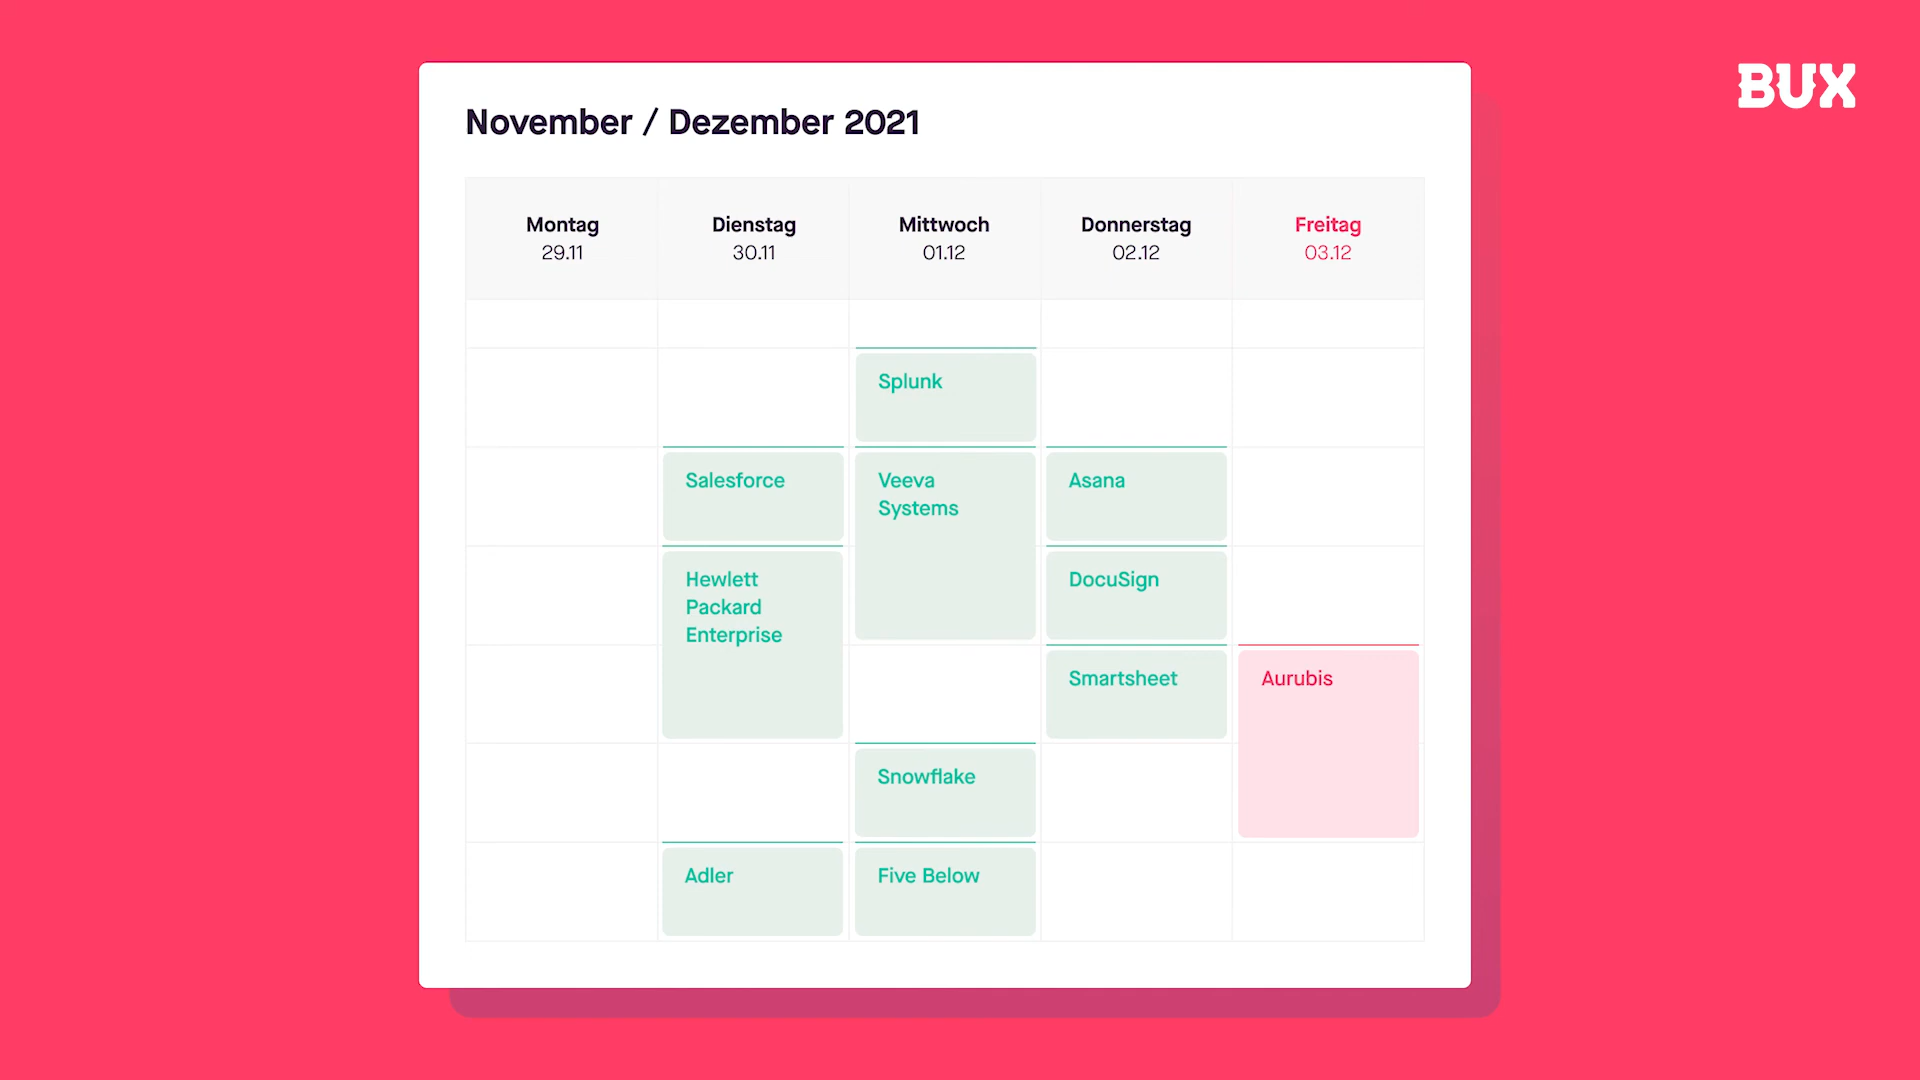 BUX
November / Dezember 2021
Montag
29.11
Dienstag
30.11
Mittwoch
01.12
Donnerstag
02.12
Freitag
03.12
Splunk
Salesforce
Veeva
Systems
Asana
Hewlett
Packard
Enterprise
DocuSign
Smartsheet
Aurubis
Snowflake
Adler
Five Below